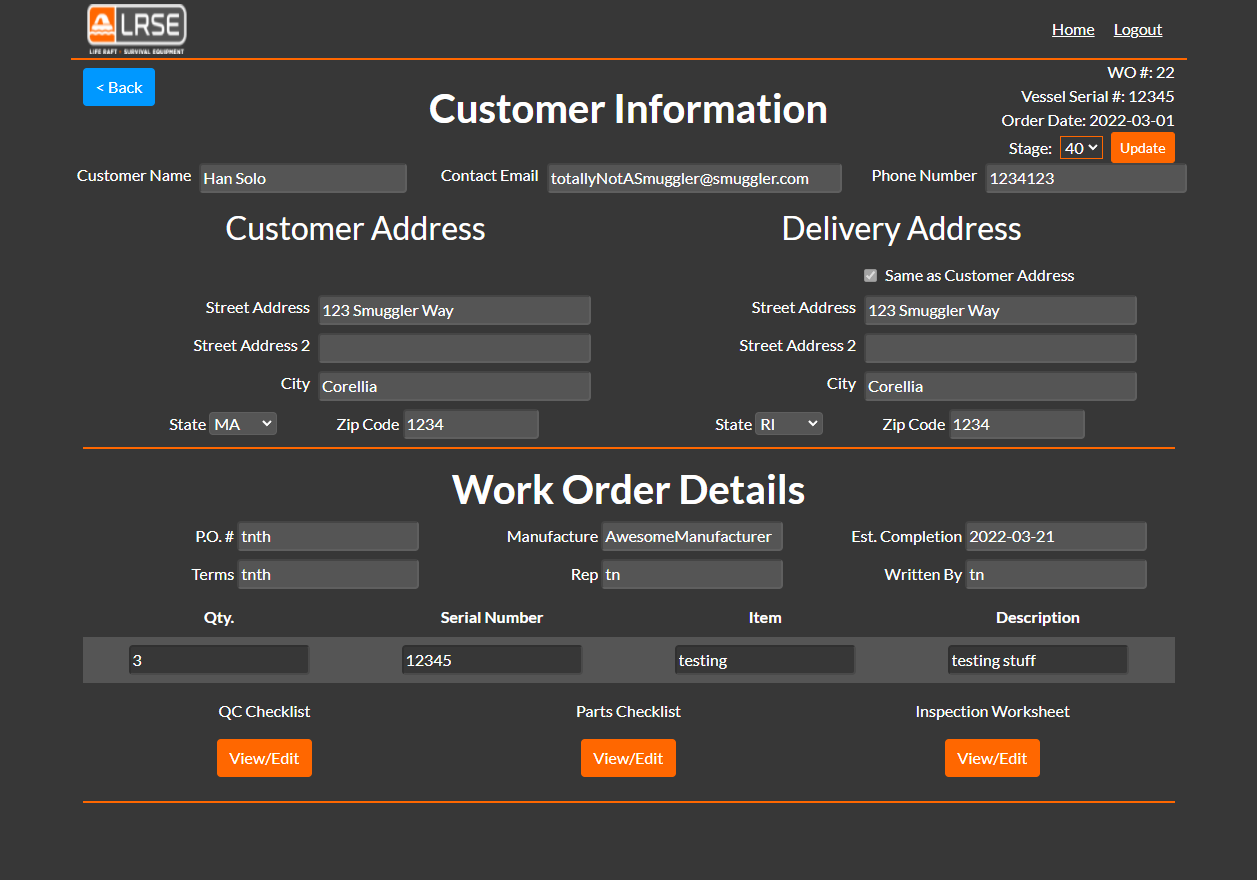 LRSE
LIFE RAFT - SURVIVAL EQUIPMENT
Home Logout
< Back
WO #: 22
Vessel Serial #: 12345
Order Date: 2022-03-01
Stage: 40 Update
Customer Information
Customer Name Han Solo Contact Email totallyNotASmuggler@smuggler.com Phone Number 1234123
Customer Address
Street Address 123 Smuggler Way
Street Address 2
City Corellia
State MA Zip Code 1234
Delivery Address
Same as Customer Address
Street Address 123 Smuggler Way
Street Address 2
City Corellia
State RI Zip Code 1234
Work Order Details
P.O. # tnth Manufacture AwesomeManufacturer Est. Completion 2022-03-21
Terms tnth Rep tn Written By tn
Qty. Serial Number Item Description
3 12345 testing testing stuff
QC Checklist Parts Checklist Inspection Worksheet
View/Edit View/Edit View/Edit